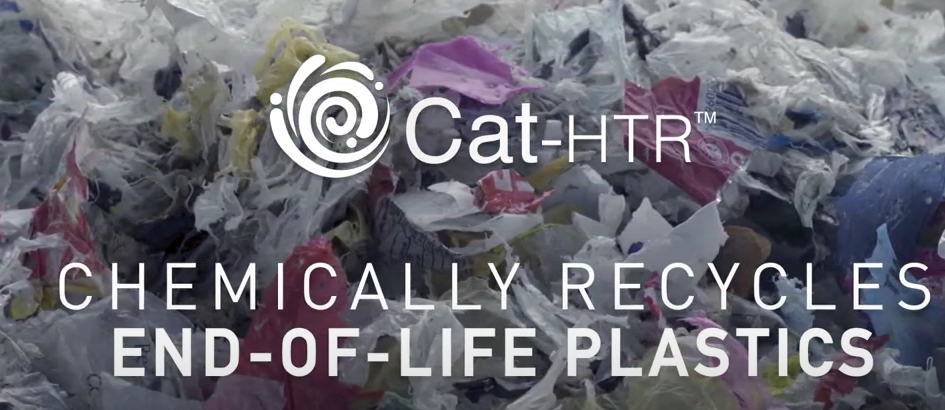 Cat-HTR™
CHEMICALLY RECYCLES
END-OF-LIFE PLASTICS